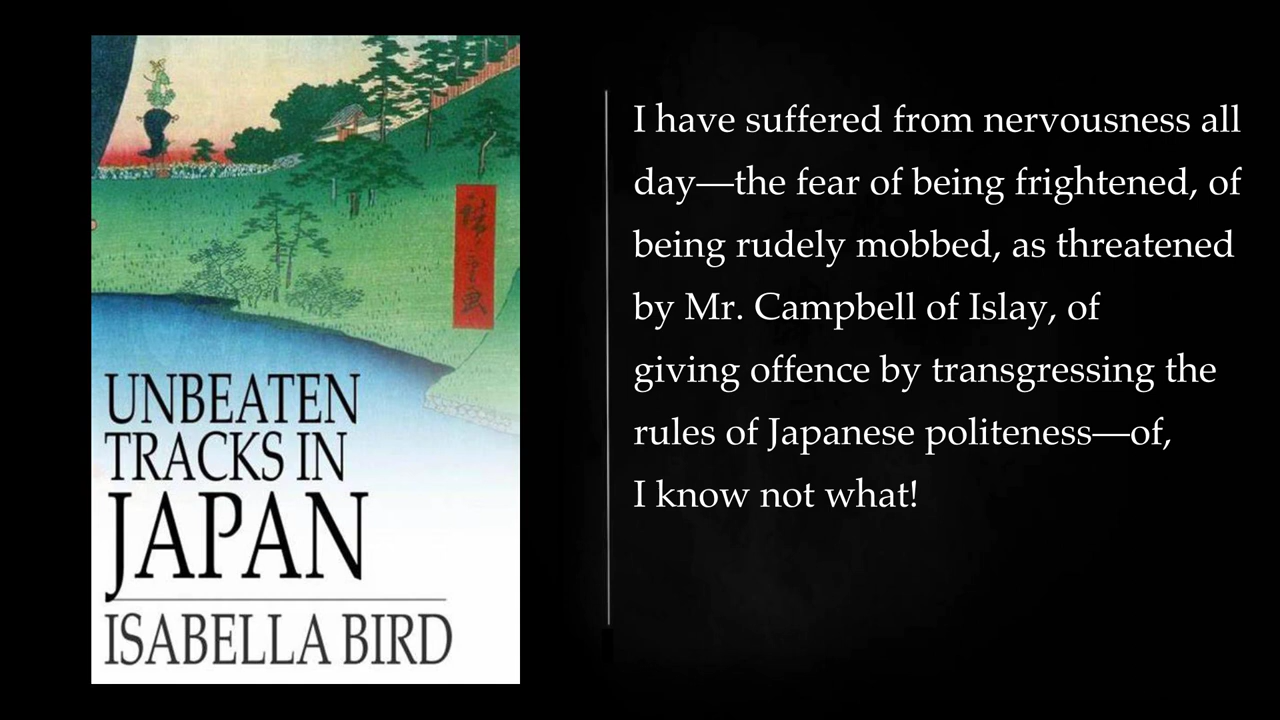 UNBEATEN
TRACKS IN
JAPAN
ISABELLA BIRD
I have suffered from nervousness all
day—the fear of being frightened, of
being rudely mobbed, as threatened
by Mr. Campbell of Islay, of
giving offence by transgressing the
rules of Japanese politeness—of,
I know not what!